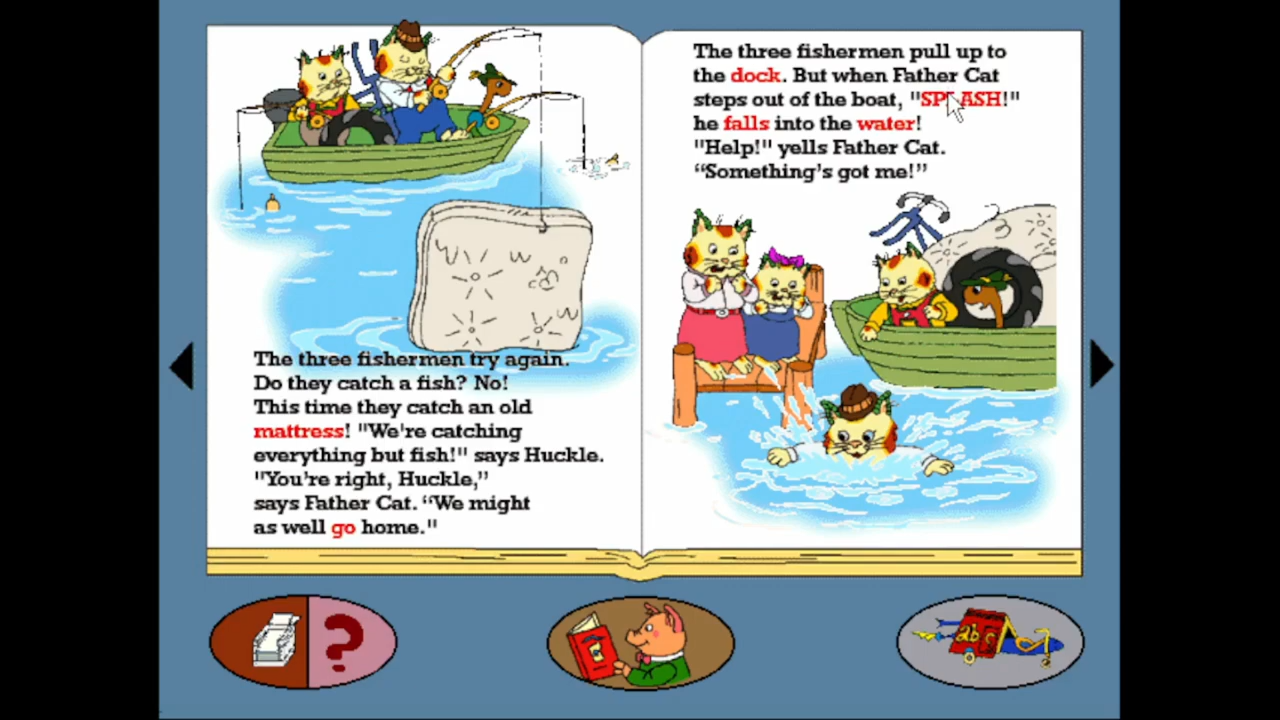 The three fishermen try again.
Do they catch a fish? No!
This time they catch an old
mattress! "We're catching
everything but fish!" says Huckle.
"You're right, Huckle,”
says Father Cat. “We might
as well go home."
The three fishermen pull up to
the dock. But when Father Cat
steps out of the boat, "SPLASH!"
he falls into the water!
"Help!" yells Father Cat.
“Something's got me!”
?
abc